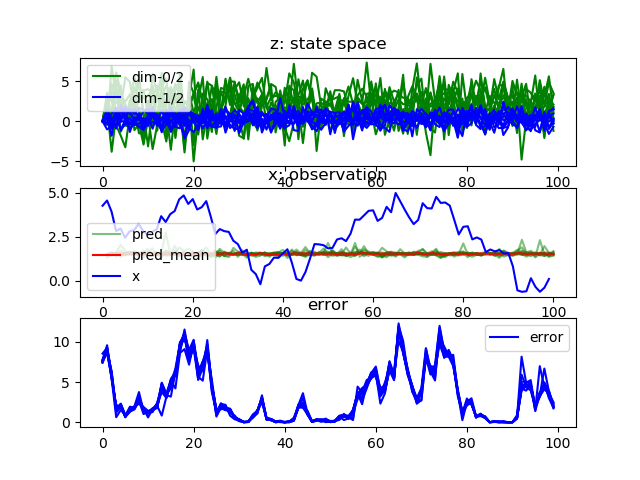 z: state space
dim-0/2
dim-1/2
5
0
−5
0 20 40 60 80 100
x: observation
pred
pred_mean
x
5.0
2.5
0.0
0 20 40 60 80 100
error
error
10
5
0
0 20 40 60 80 100